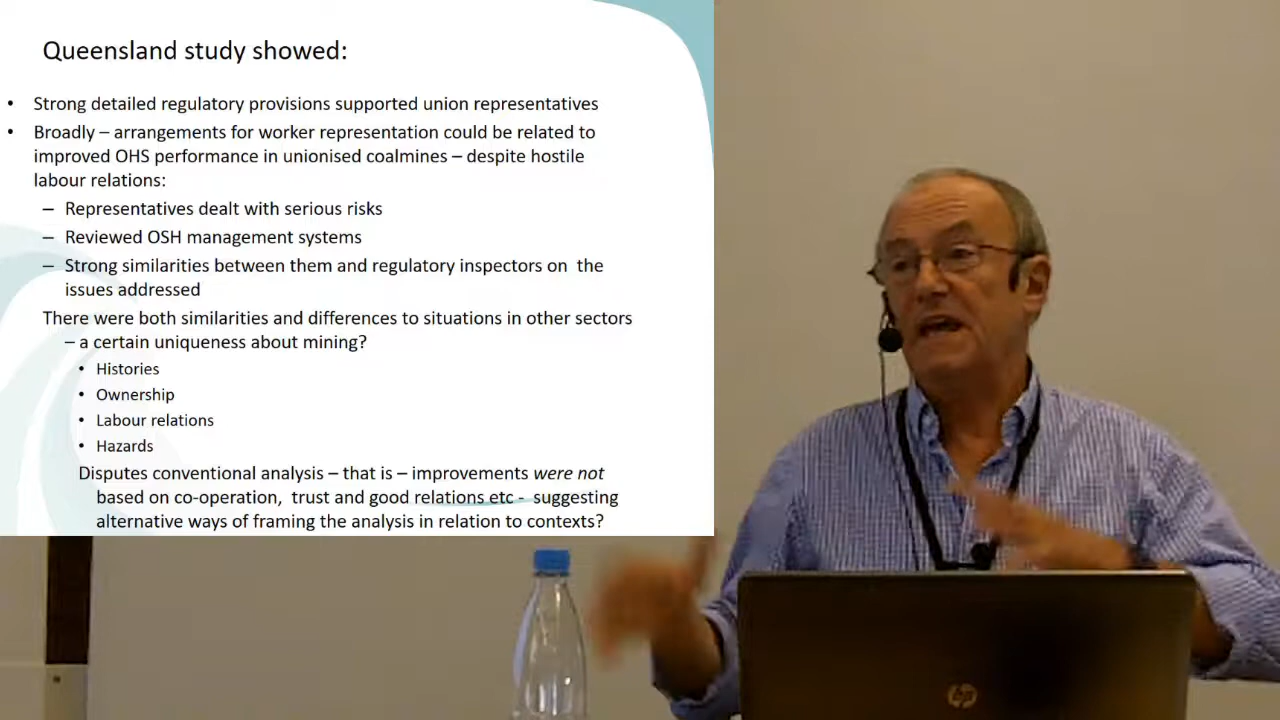 Queensland study showed:
• Strong detailed regulatory provisions supported union representatives
• Broadly – arrangements for worker representation could be related to
improved OHS performance in unionised coalmines – despite hostile
labour relations:
– Representatives dealt with serious risks
– Reviewed OSH management systems
– Strong similarities between them and regulatory inspectors on the
issues addressed
There were both similarities and differences to situations in other sectors
– a certain uniqueness about mining?
• Histories
• Ownership
• Labour relations
• Hazards
Disputes conventional analysis – that is – improvements were not
based on co-operation, trust and good relations etc - suggesting
alternative ways of framing the analysis in relation to contexts?
hp